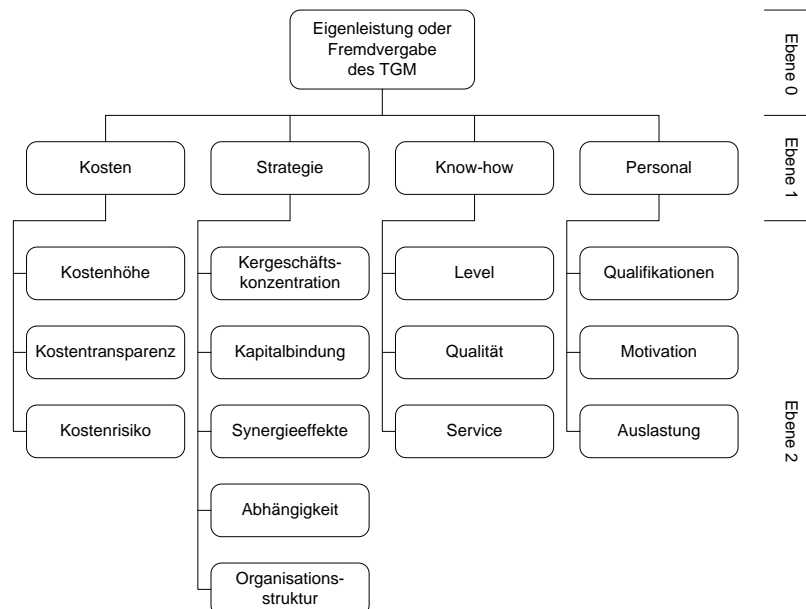 Eigenleistung oder
Fremdvergabe
des TGM
Ebene 0
Kosten
Strategie
Know-how
Personal
Ebene 1
Kostenhöhe
Kergeschäfts-
konzentration
Level
Qualifikationen
Kostentransparenz
Kapitalbindung
Qualität
Motivation
Kostenrisiko
Synergieeffekte
Service
Auslastung
Ebene 2
Abhängigkeit
Organisations-
struktur